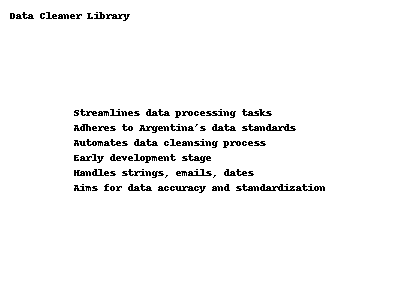 Data Cleaner Library
Streamlines data processing tasks
Adheres to Argentina's data standards
Automates data cleansing process
Early development stage
Handles strings, emails, dates
Aims for data accuracy and standardization